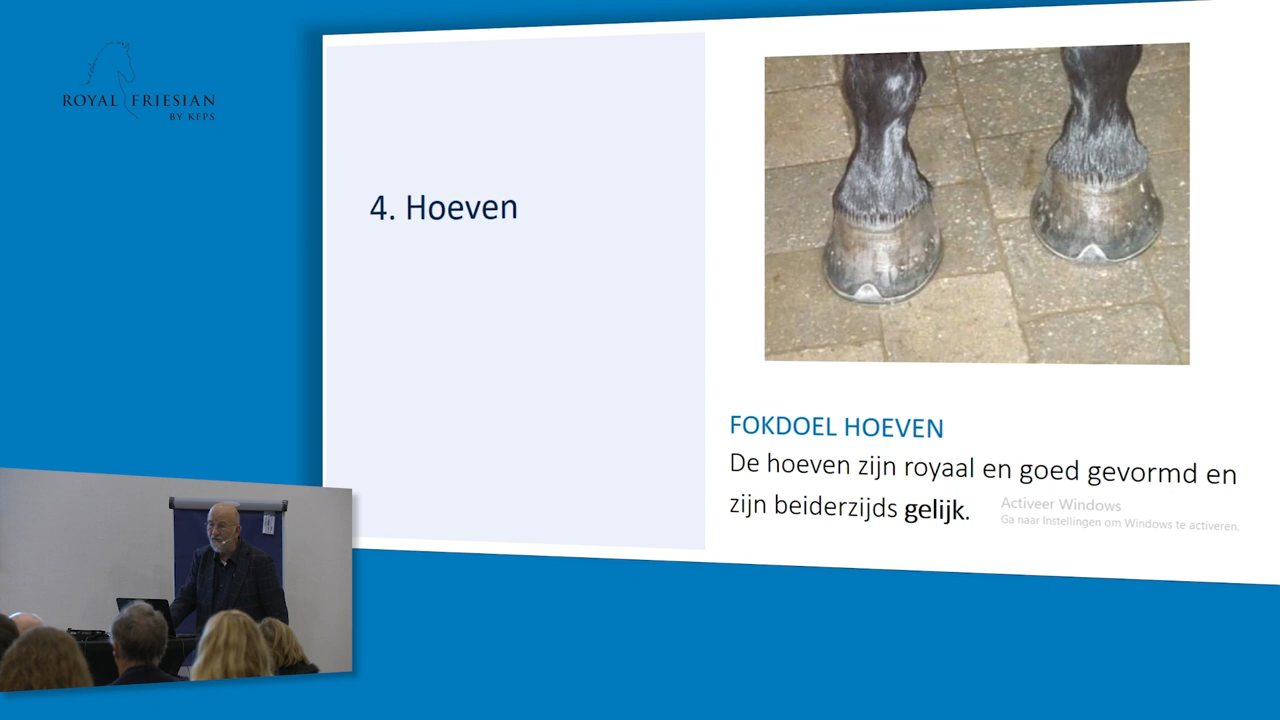 ROYAL FRIESIAN
BY KFPS
4. Hoeven
FOKDOEL HOEVEN
De hoeven zijn royaal en goed gevormd en
zijn beiderzijds gelijk.
Activeer Windows
Ga naar Instellingen om Windows te activeren.